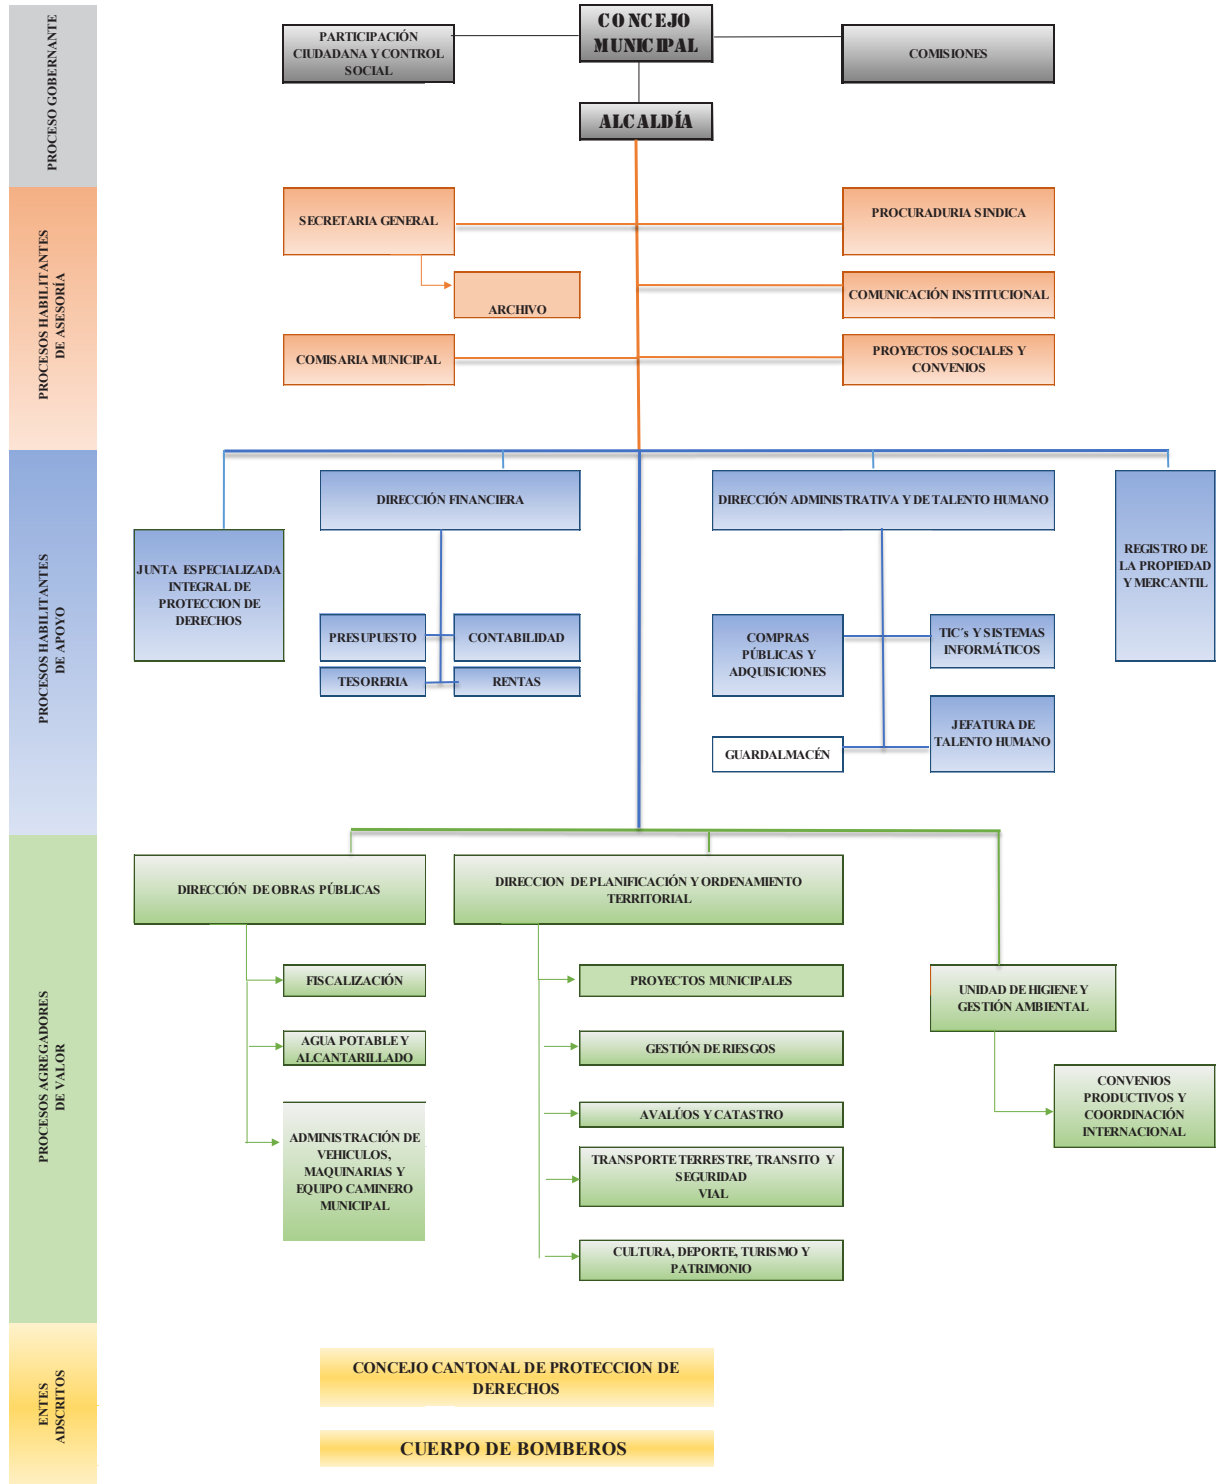 PROCESO GOBERNANTE
CONCEJO
MUNICIPAL
PARTICIPACIÓN
CIUDADANA Y CONTROL
SOCIAL
COMISIONES
ALCALDÍA
PROCESOS HABILITANTES
DE ASESORÍA
SECRETARIA GENERAL
PROCURADURIA SINDICA
ARCHIVO
COMUNICACIÓN INSTITUCIONAL
COMISARIA MUNICIPAL
PROYECTOS SOCIALES Y
CONVENIOS
PROCESOS HABILITANTES
DE APOYO
DIRECCIÓN FINANCIERA
DIRECCIÓN ADMINISTRATIVA Y DE TALENTO HUMANO
JUNTA ESPECIALIZADA
INTEGRAL DE
PROTECCION DE
DERECHOS
REGISTRO DE
LA PROPIEDAD
Y MERCANTIL
PRESUPUESTO
CONTABILIDAD
TESORERIA
RENTAS
COMPRAS
PÚBLICAS Y
ADQUISICIONES
TIC´s Y SISTEMAS
INFORMÁTICOS
GUARDALMACÉN
JEFATURA DE
TALENTO HUMANO
PROCESOS AGREGADORES
DE VALOR
DIRECCIÓN DE OBRAS PÚBLICAS
DIRECCION DE PLANIFICACIÓN Y ORDENAMIENTO
TERRITORIAL
FISCALIZACIÓN
AGUA POTABLE Y
ALCANTARILLADO
ADMINISTRACIÓN DE
VEHICULOS,
MAQUINARIAS Y
EQUIPO CAMINERO
MUNICIPAL
PROYECTOS MUNICIPALES
GESTIÓN DE RIESGOS
AVALÚOS Y CATASTRO
TRANSPORTE TERRESTRE, TRANSITO Y
SEGURIDAD
VIAL
CULTURA, DEPORTE, TURISMO Y
PATRIMONIO
UNIDAD DE HIGIENE Y
GESTIÓN AMBIENTAL
CONVENIOS
PRODUCTIVOS Y
COORDINACIÓN
INTERNACIONAL
ENTES
ADSCRITOS
CONCEJO CANTONAL DE PROTECCION DE
DERECHOS
CUERPO DE BOMBEROS